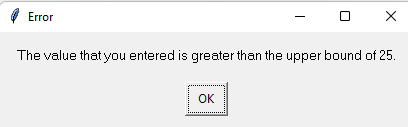 Error
The value that you entered is greater than the upper bound of 25.
OK